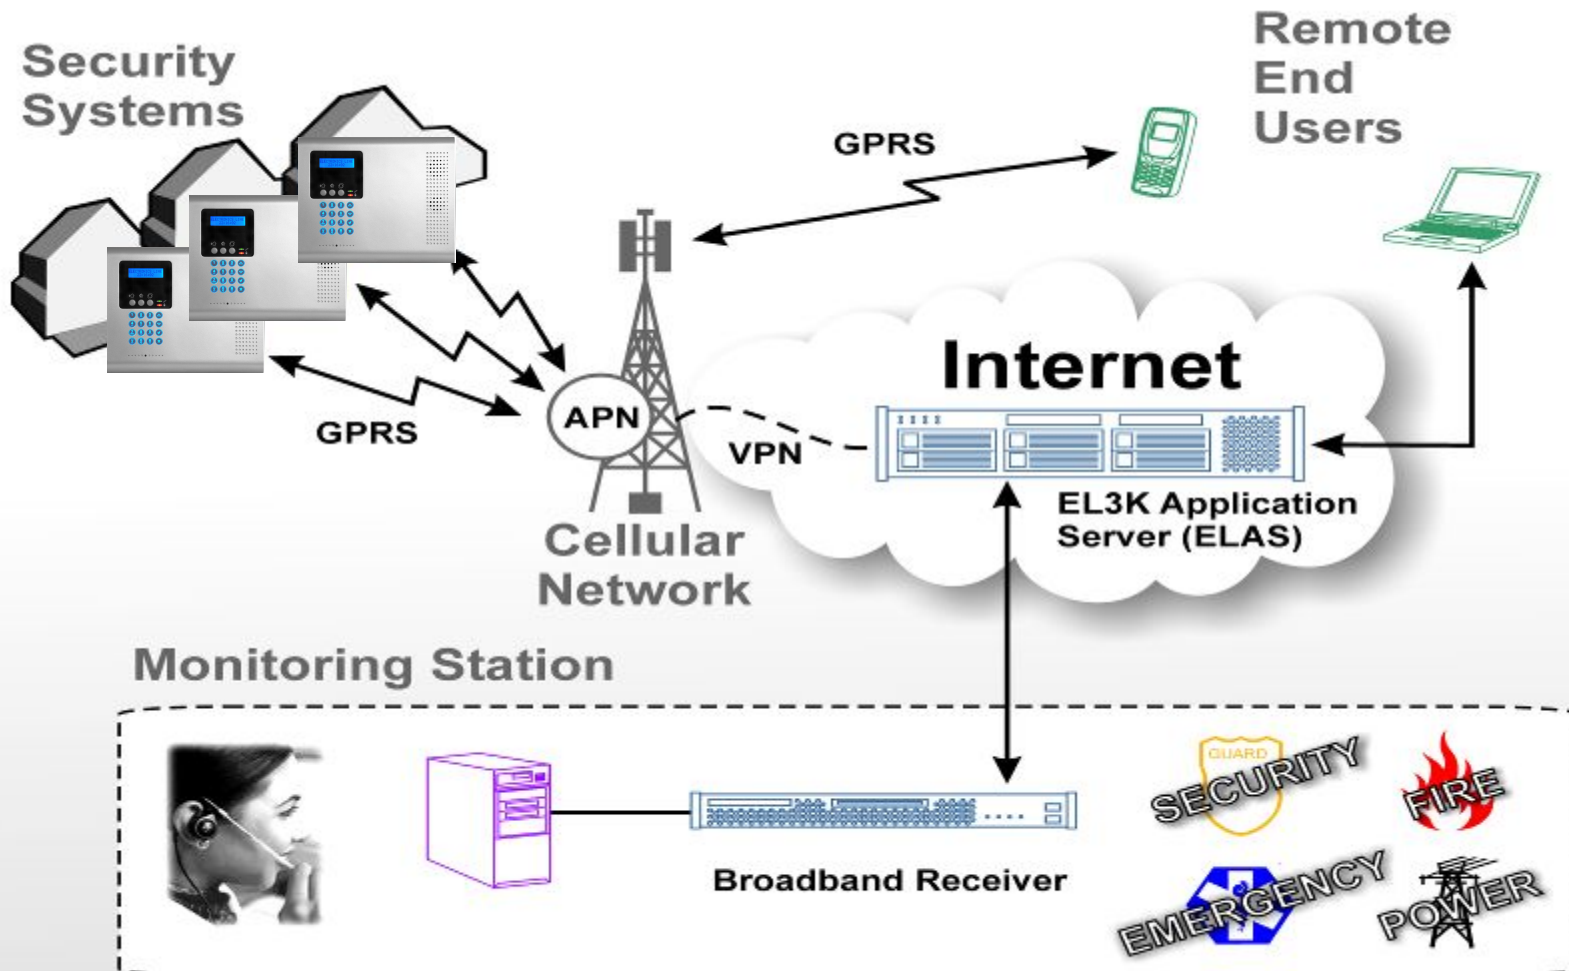 Security
Systems
Remote
End
Users
GPRS
Internet
APN
GPRS
VPN
EL3K Application
Server (ELAS)
Cellular
Network
Monitoring Station
GUARD
SECURITY
FIRE
Broadband Receiver
EMERGENCY
POWER